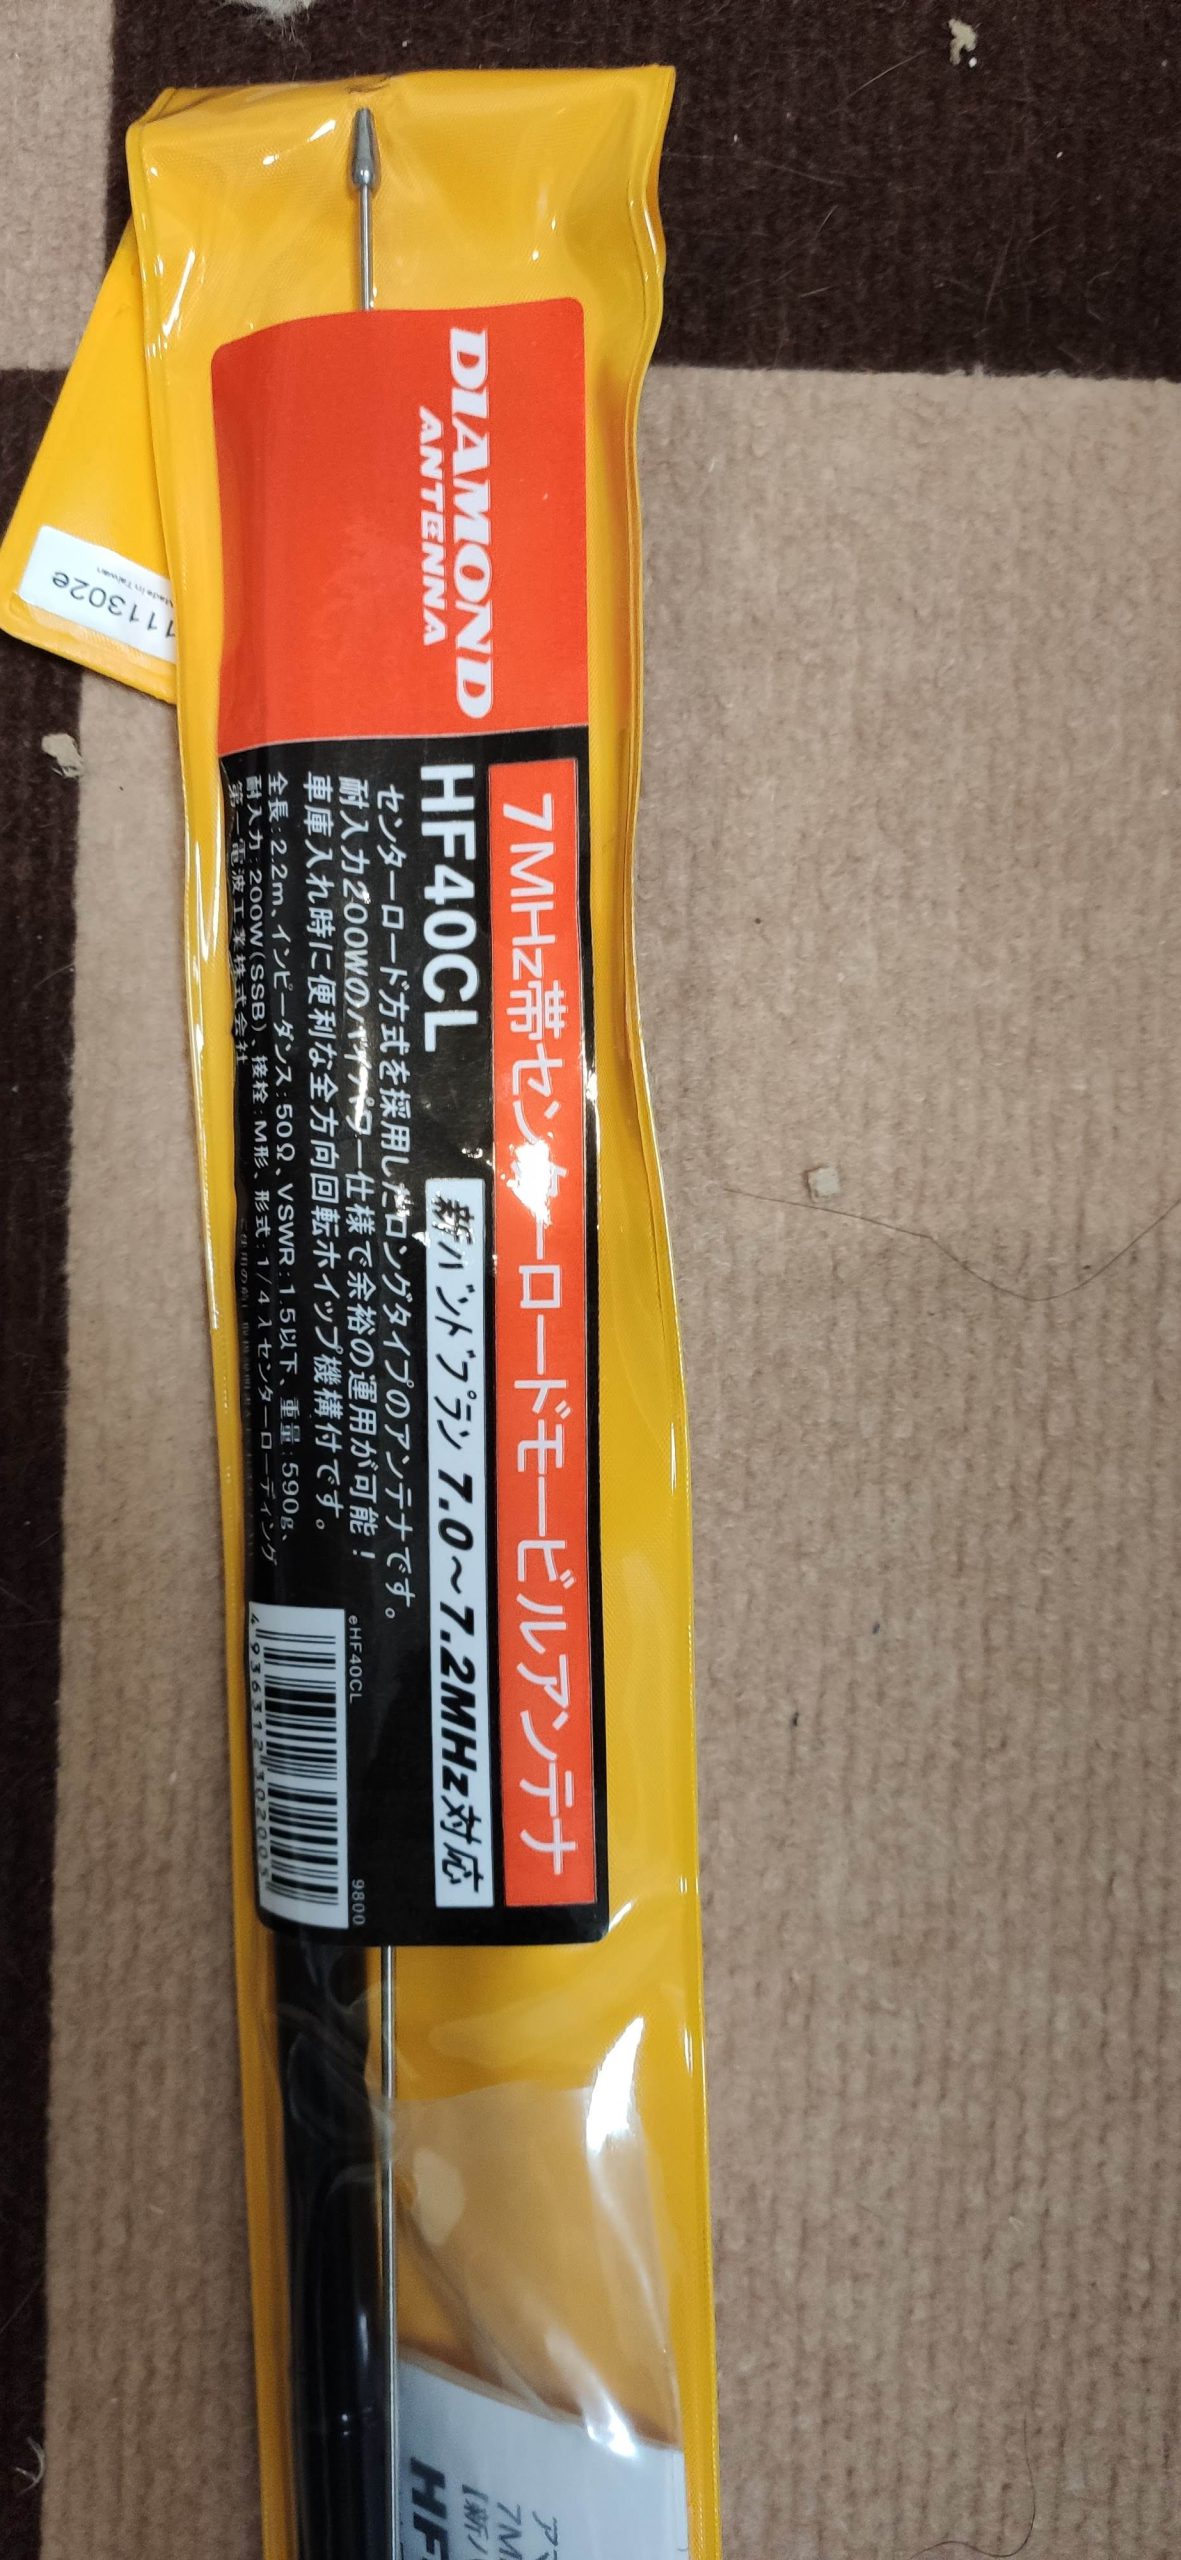 DIAMOND
ANTENNA
7MHz帯センターロードモービルアンテナ
HF40CL
新バンドプラン 7.0〜7.2MHz対応
センターロード方式を採用したロングタイプのアンテナです。
耐入力200Wのハイパワー仕様で余裕の運用が可能！
車庫入れ時に便利な全方向回転ホイップ機構付です。
全長：2.2m、インピーダンス：50Ω、VSWR：1.5以下、重量：590g、
耐入力：200W(SSB)、接栓：M形、形式：1/4λセンターローディング
第一電波工業株式会社
eHF40CL
9800
4936312302005
111302e
Made in Taiwan